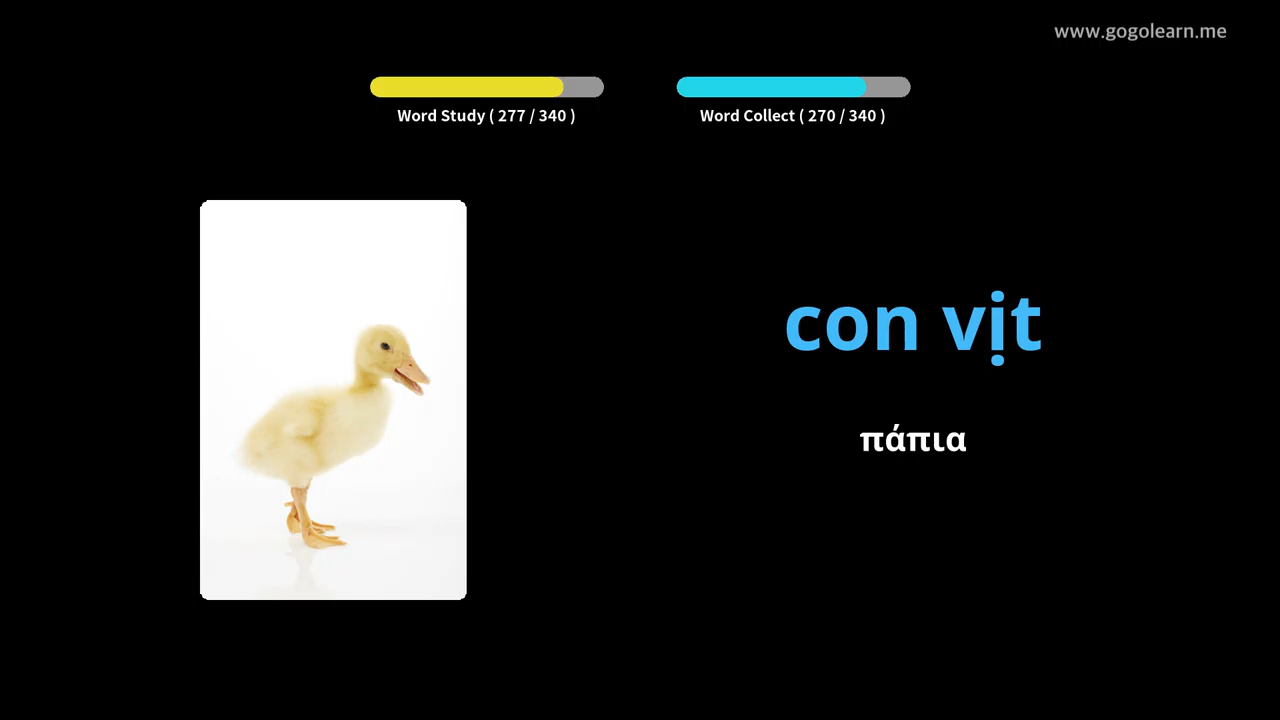 www.gogolearn.me
Word Study ( 277 / 340 )
Word Collect ( 270 / 340 )
con vịt
πάπια